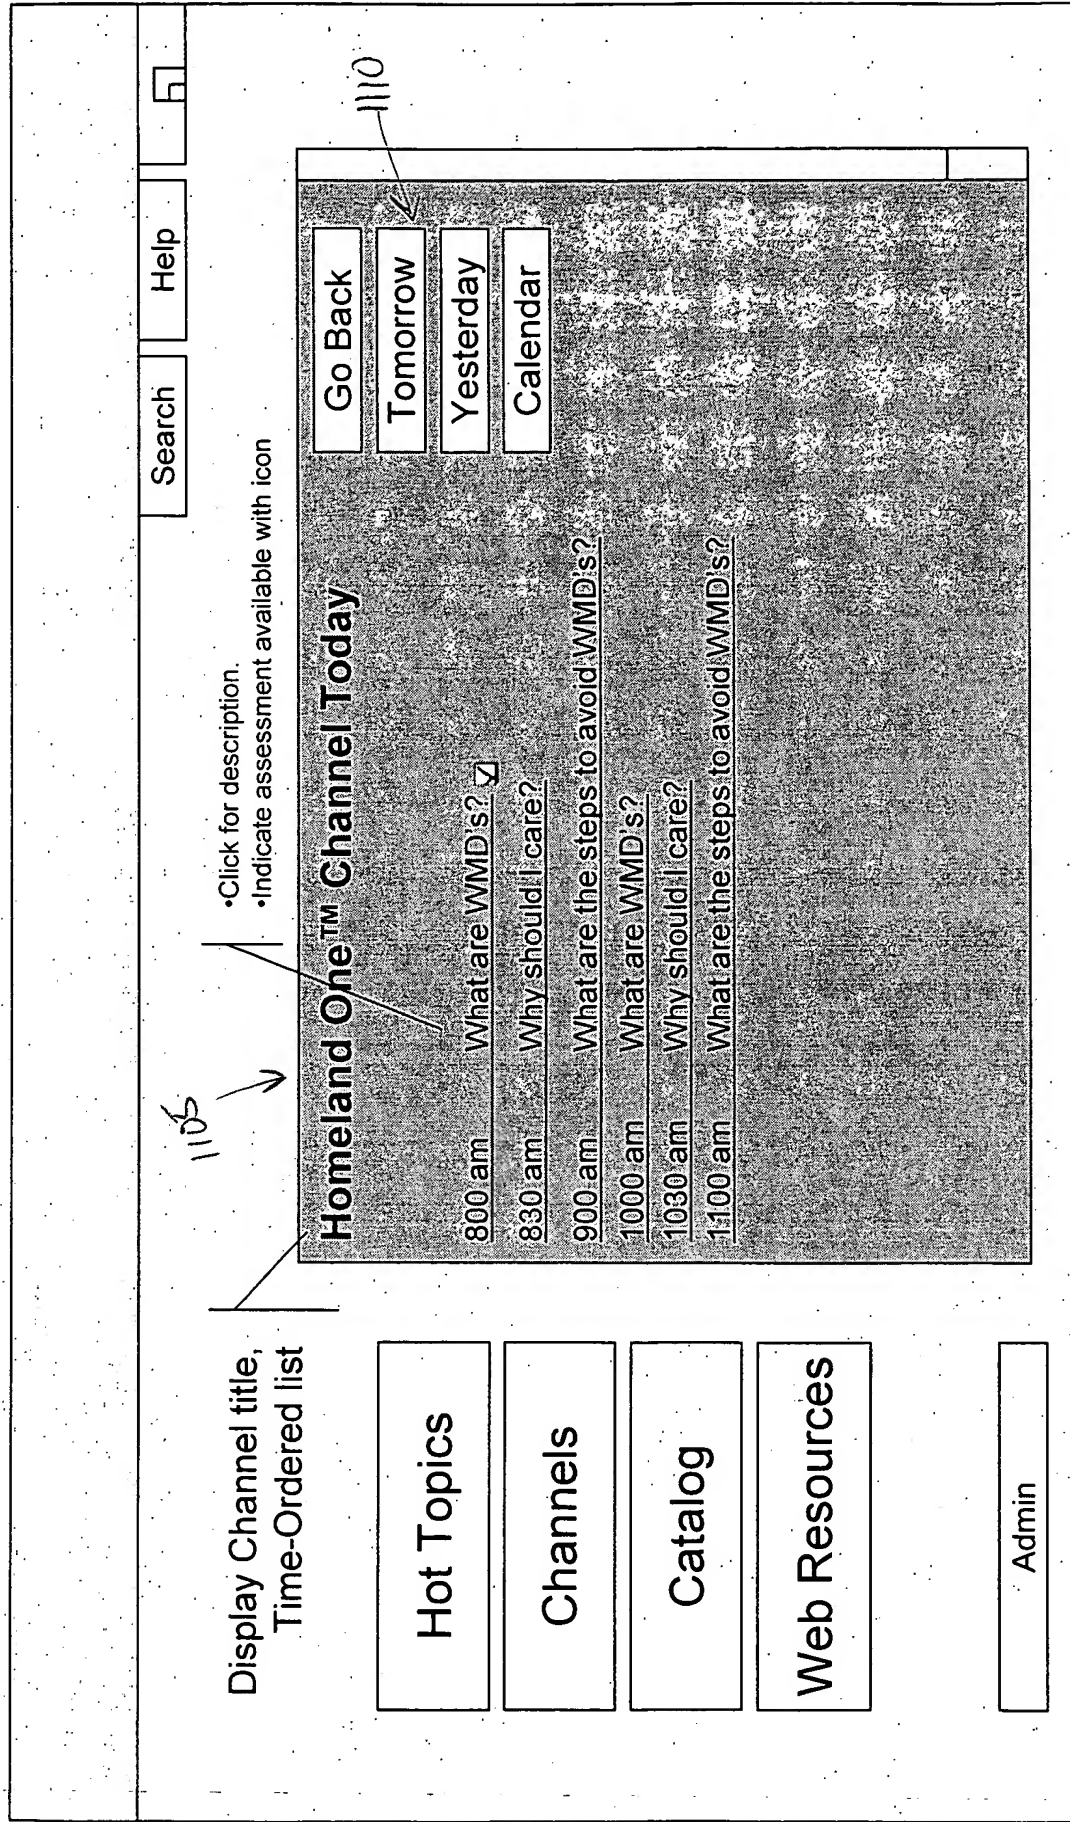 Search
Help
1105
•Click for description.
•Indicate assessment available with icon
Display Channel title,
Time-Ordered list
1110
Homeland One™ Channel Today
Go Back
Tomorrow
Yesterday
Calendar
800 am What are WMD's?
830 am Why should I care?
900 am What are the steps to avoid WMD's?
1000 am What are WMD's?
1030 am Why should I care?
1100 am What are the steps to avoid WMD's?
Hot Topics
Channels
Catalog
Web Resources
Admin